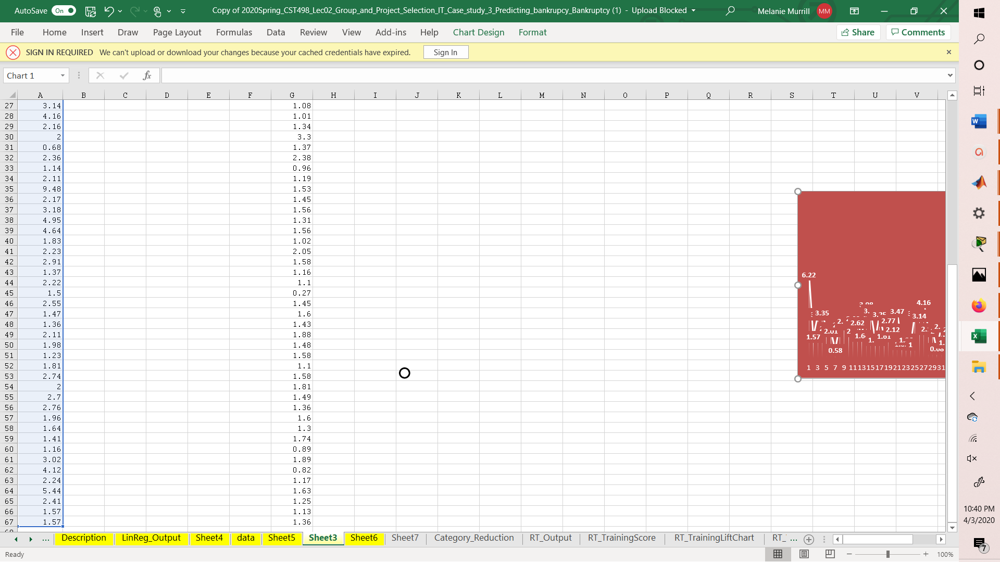 AutoSave On Copy of 2020Spring_CST498_Lec02_Group_and_Project_Selection_IT_Case_study_3_Predicting_bankrupcy_Bankruptcy (1) - Upload Blocked Melanie Murrill MM
File Home Insert Draw Page Layout Formulas Data Review View Add-ins Help Chart Design Format Share Comments
SIGN IN REQUIRED We can't upload or download your changes because your cached credentials have expired. Sign In
Chart 1 fx
A B C D E F G H I J K L M N O P Q R S T U V
27 3.14 1.08
28 4.16 1.01
29 2.16 1.34
30 2 3.3
31 0.68 1.37
32 2.36 2.38
33 1.14 0.96
34 2.11 1.19
35 9.48 1.53
36 2.17 1.45
37 3.18 1.56
38 4.95 1.31
39 4.64 1.56
40 1.83 1.02
41 2.23 2.05
42 2.91 1.58
43 1.37 1.16
44 2.22 1.1
45 1.5 0.27
46 2.55 1.45
47 1.47 1.6
48 1.36 1.43
49 2.11 1.88
50 1.98 1.48
51 1.23 1.58
52 1.81 1.1
53 2.74 1.58
54 2 1.81
55 2.7 1.49
56 2.76 1.36
57 1.96 1.6
58 1.64 1.3
59 1.41 1.74
60 1.16 0.89
61 3.02 1.89
62 4.12 0.82
63 2.24 1.17
64 5.44 1.63
65 2.41 1.25
66 1.57 1.13
67 1.57 1.36
6.22
4.16
3.35 3.47 3.14
2.62 2.77
2.01 2.12
1.57 1.61 1
0.58
1 3 5 7 9 11 13 15 17 19 21 23 25 27 29 31
... Description LinReg_Output Sheet4 data Sheet5 Sheet3 Sheet6 Sheet7 Category_Reduction RT_Output RT_TrainingScore RT_TrainingLiftChart RT_ ...
Ready 100%
10:40 PM
4/3/2020
7